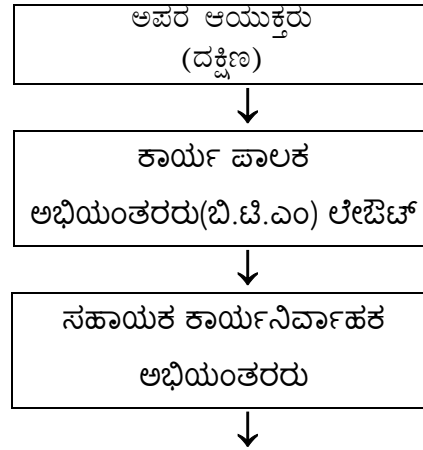 ಅಪರ ಆಯುಕ್ತರು
(ದಕ್ಷಿಣ)
ಕಾರ್ಯ ಪಾಲಕ
ಅಭಿಯಂತರರು(ಬಿ.ಟಿ.ಎಂ) ಲೇಔಟ್
ಸಹಾಯಕ ಕಾರ್ಯನಿರ್ವಾಹಕ
ಅಭಿಯಂತರರು